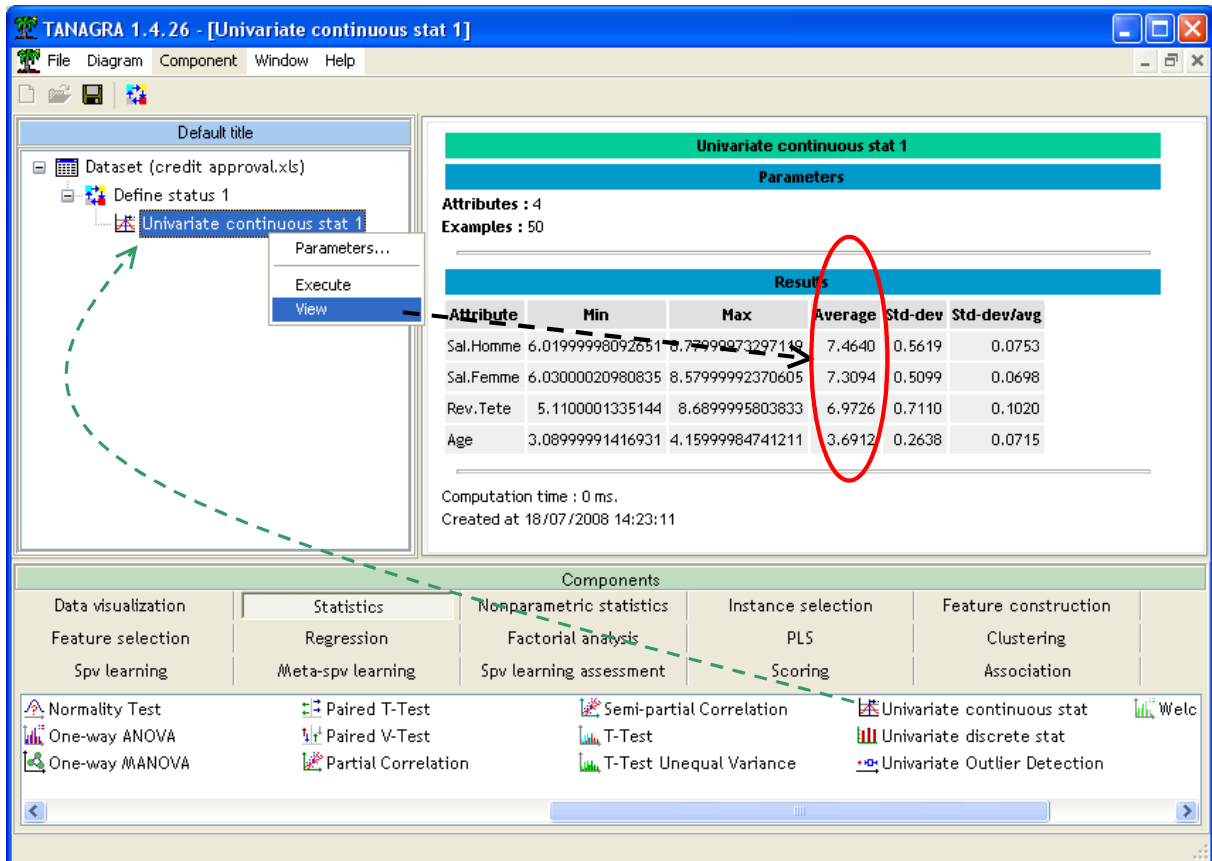 TANAGRA 1.4.26 - [Univariate continuous stat 1]
File Diagram Component Window Help
Default title
Dataset (credit approval.xls)
Define status 1
Univariate continuous stat 1
Parameters...
Execute
View
Univariate continuous stat 1
Parameters
Attributes : 4
Examples : 50
Results
Attribute Min Max Average Std-dev Std-dev/avg
Sal.Homme 6.01999998092651 8.77999973297119 7.4640 0.5619 0.0753
Sal.Femme 6.03000020980835 8.57999992370605 7.3094 0.5099 0.0698
Rev.Tete 5.1100001335144 8.6899995803833 6.9726 0.7110 0.1020
Age 3.08999991416931 4.15999984741211 3.6912 0.2638 0.0715
Computation time : 0 ms.
Created at 18/07/2008 14:23:11
Components
Data visualization Statistics Nonparametric statistics Instance selection Feature construction
Feature selection Regression Factorial analysis PLS Clustering
Spv learning Meta-spv learning Spv learning assessment Scoring Association
Normality Test Paired T-Test Semi-partial Correlation Univariate continuous stat Welc
One-way ANOVA Paired V-Test T-Test Univariate discrete stat
One-way MANOVA Partial Correlation T-Test Unequal Variance Univariate Outlier Detection